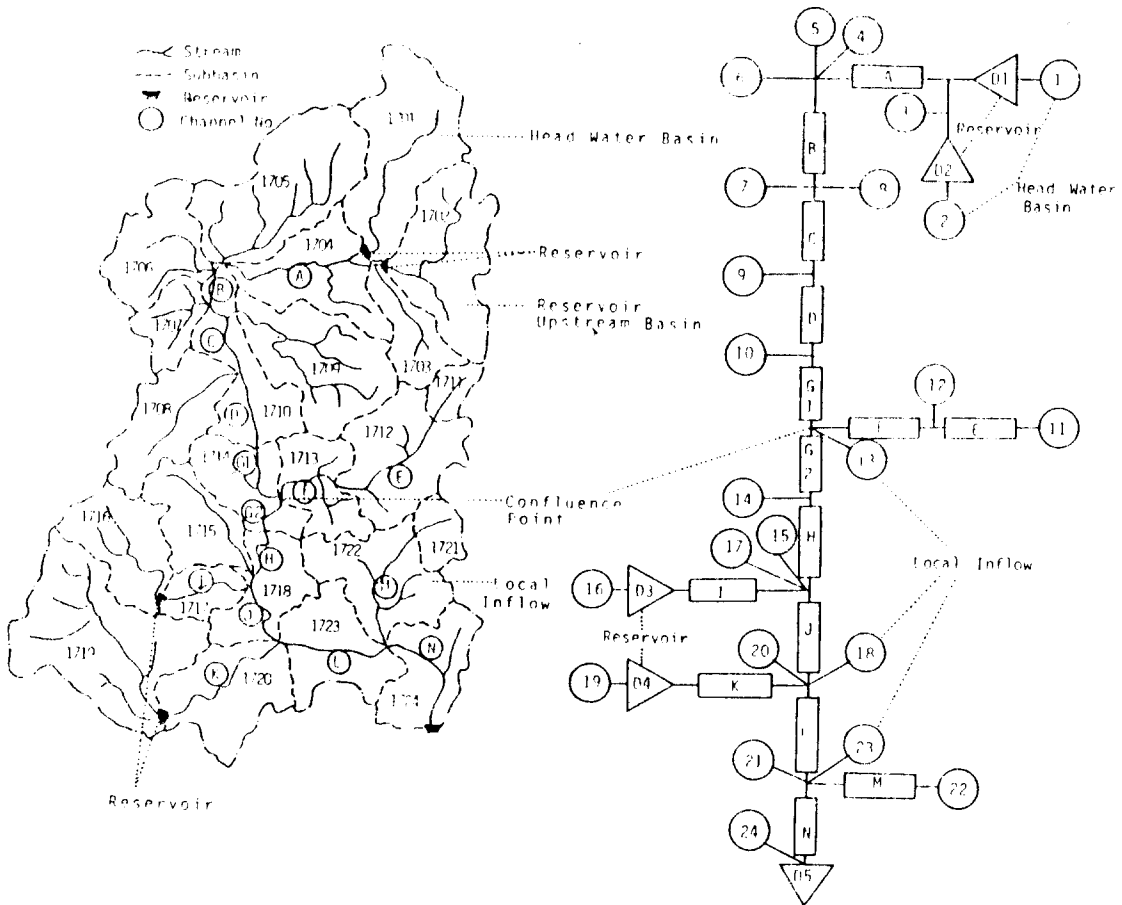 Stream
Subbasin
Reservoir
Channel No.
Head Water Basin
1705
1704
Reservoir
1706
A
B
Reservoir
Upstream Basin
C
1709
1703
1711
1708
1710
1712
D
1714
1713
E
G1
Confluence
Point
G2
1715
1722
1721
H
M
1718
Local
Inflow
J
1723
1719
N
L
K
1720
1724
Reservoir
5
4
6
A
D1
1
Reservoir
B
D2
7
2
Head Water
Basin
C
9
D
10
G1
12
E
11
G2
13
14
H
15
17
Local Inflow
16
D3
I
Reservoir
J
20
18
19
D4
K
21
23
M
22
N
24
D5